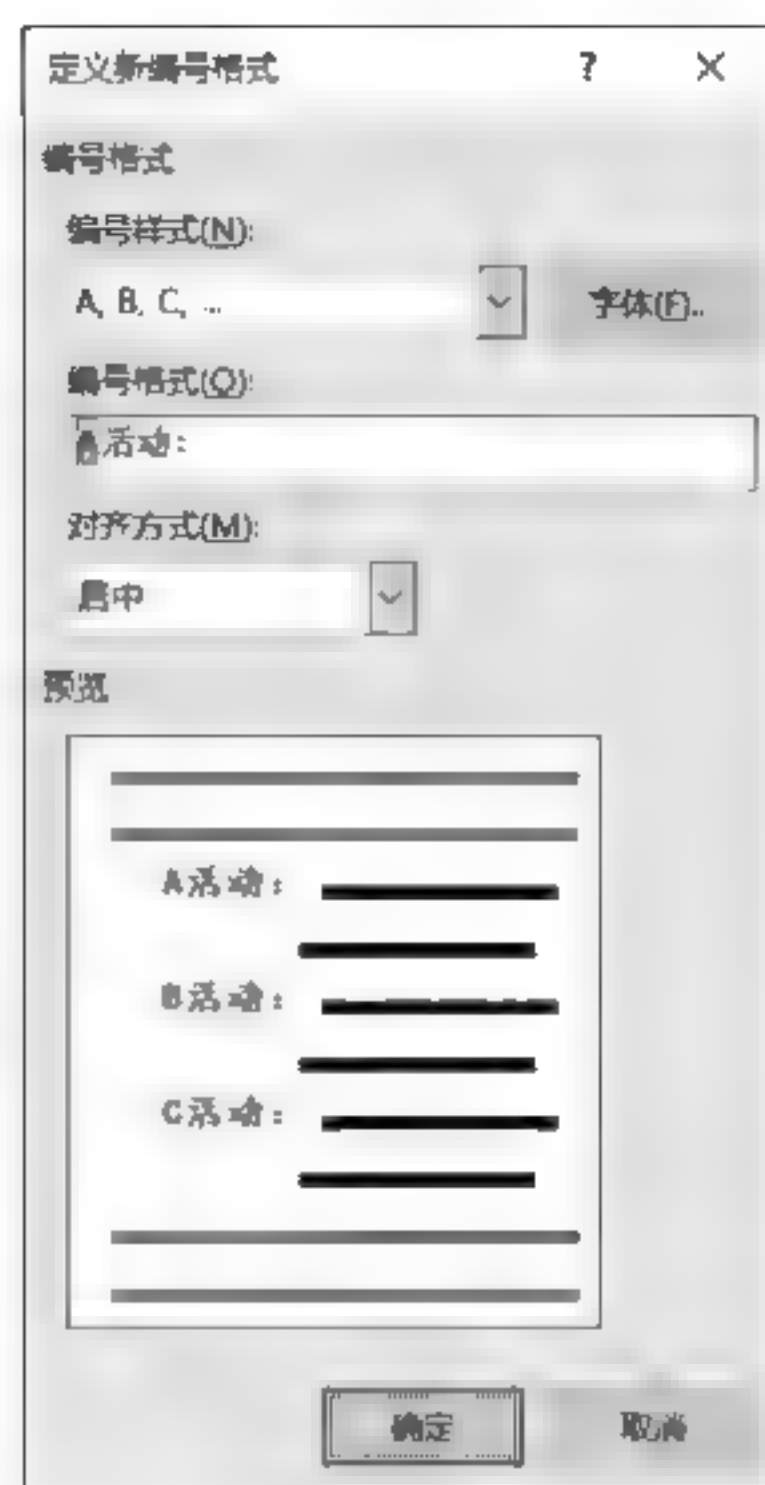 定义新编号格式 ? ×
编号格式
编号样式(N):
A, B, C, ...
字体(F)..
编号格式(O):
A活动:
对齐方式(M):
居中
预览
A活动:
B活动:
C活动:
确定 取消